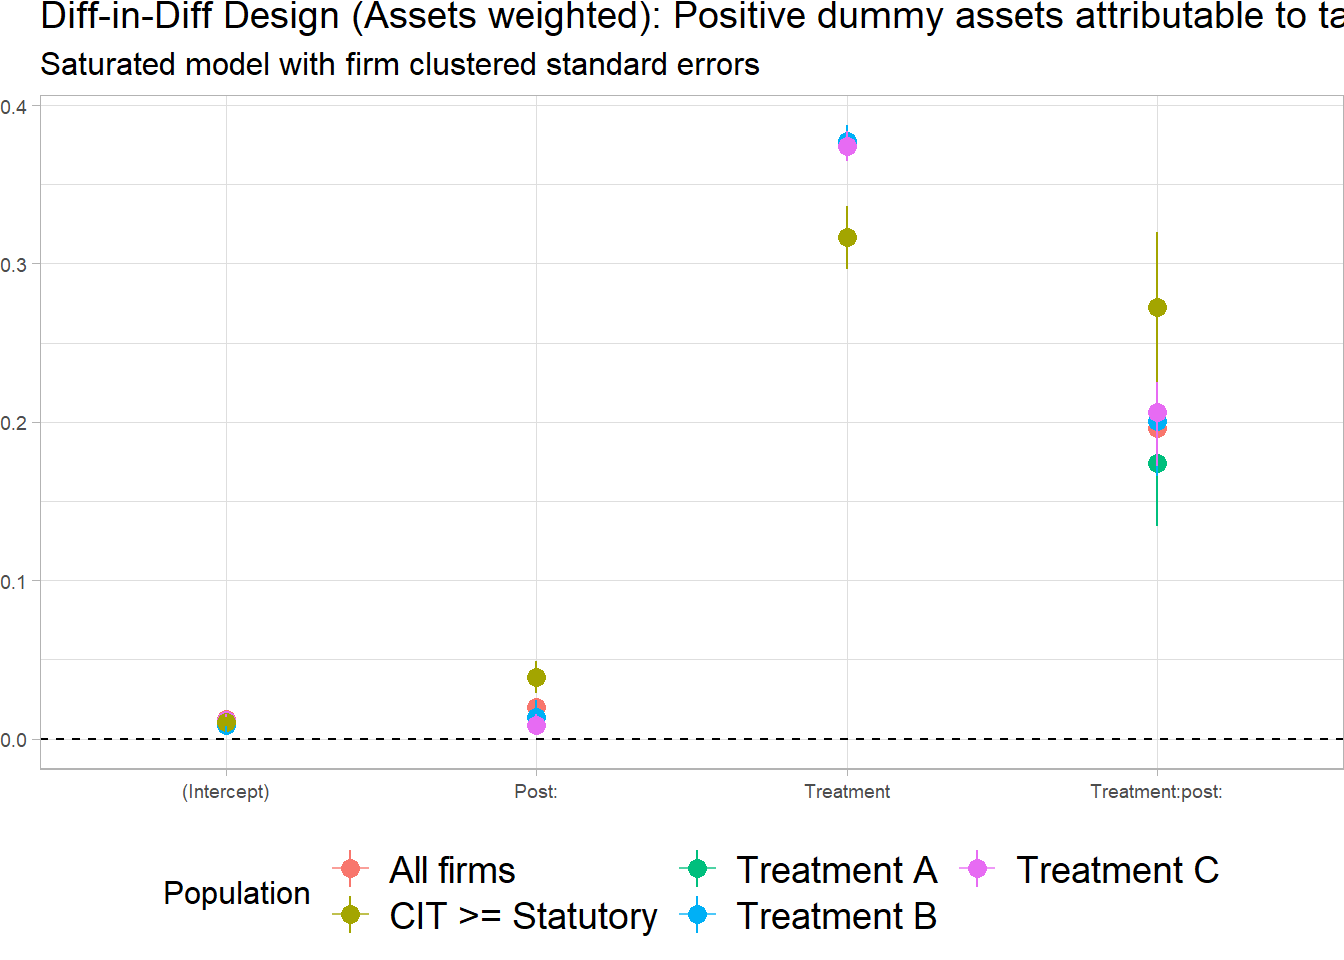 Diff-in-Diff Design (Assets weighted): Positive dummy assets attributable to ta
Saturated model with firm clustered standard errors
0.4
0.3
0.2
0.1
0.0
(Intercept) Post: Treatment Treatment:post:
Population
All firms Treatment A Treatment C
CIT >= Statutory Treatment B